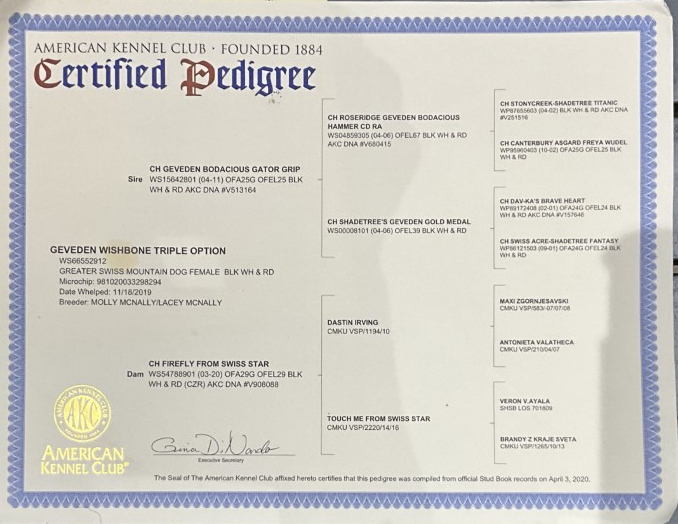 AMERICAN KENNEL CLUB · FOUNDED 1884
Certified Pedigree
GEVEDEN WISHBONE TRIPLE OPTION
WS66552912
GREATER SWISS MOUNTAIN DOG FEMALE BLK WH & RD
Microchip: 981020033298294
Date Whelped: 11/18/2019
Breeder: MOLLY MCNALLY/LACEY MCNALLY
CH GEVEDEN BODACIOUS GATOR GRIP
Sire WS15642801 (04-11) OFA25G OFEL25 BLK
WH & RD AKC DNA #V513164
CH FIREFLY FROM SWISS STAR
Dam WS54788901 (03-20) OFA29G OFEL29 BLK
WH & RD (CZR) AKC DNA #V908088
CH ROSERIDGE GEVEDEN BODACIOUS
HAMMER CD RA
WS04859305 (04-06) OFEL67 BLK WH & RD
AKC DNA #V680415
CH SHADETREE'S GEVEDEN GOLD MEDAL
WS00008101 (04-06) OFEL39 BLK WH & RD
DASTIN IRVING
CMKU VSP/1194/10
TOUCH ME FROM SWISS STAR
CMKU VSP/2220/14/16
CH STONYCREEK-SHADETREE TITANIC
WP87655603 (04-02) BLK WH & RD AKC DNA
#V251516
CH CANTERBURY ASGARD FREYA WUDEL
WP95960403 (10-02) OFA25G OFEL25 BLK
WH & RD
CH DAV-KA'S BRAVE HEART
WP89172408 (02-01) OFA24G OFEL24 BLK
WH & RD AKC DNA #V157646
CH SWISS ACRE-SHADETREE FANTASY
WP86121503 (09-01) OFA24G OFEL24 BLK
WH & RD
MAXI ZGORNJESAVSKI
CMKU VSP/583/-07/07/08
ANTONIETA VALATHECA
CMKU VSP/210/04/07
VERON V.AYALA
SHSB LOS 701809
BRANDY Z KRAJE SVETA
CMKU VSP/1265/10/13
AMERICAN KENNEL CLUB
AKC
AMERICAN
KENNEL CLUB®
Gina DiNardo
Executive Secretary
The Seal of The American Kennel Club affixed hereto certifies that this pedigree was compiled from official Stud Book records on April 3, 2020.